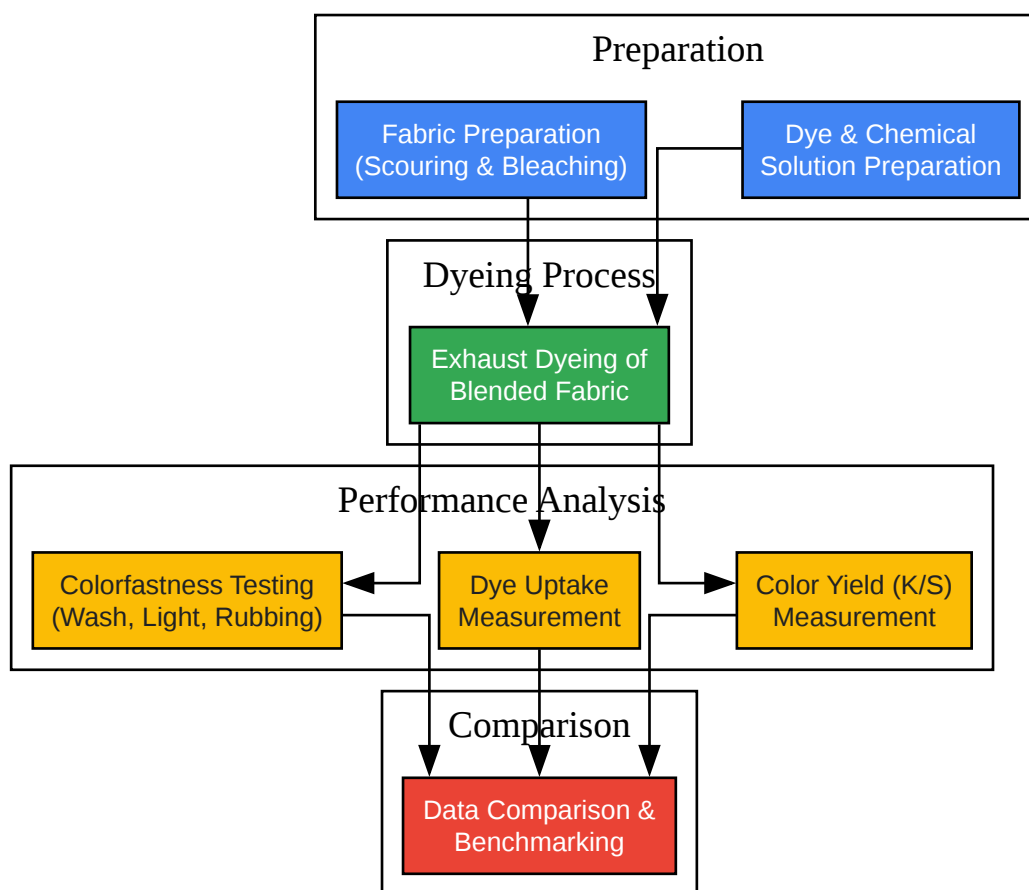 Preparation
Fabric Preparation
(Scouring & Bleaching)
Dye & Chemical
Solution Preparation
Dyeing Process
Exhaust Dyeing of
Blended Fabric
Performance Analysis
Colorfastness Testing
(Wash, Light, Rubbing)
Dye Uptake
Measurement
Color Yield (K/S)
Measurement
Comparison
Data Comparison &
Benchmarking